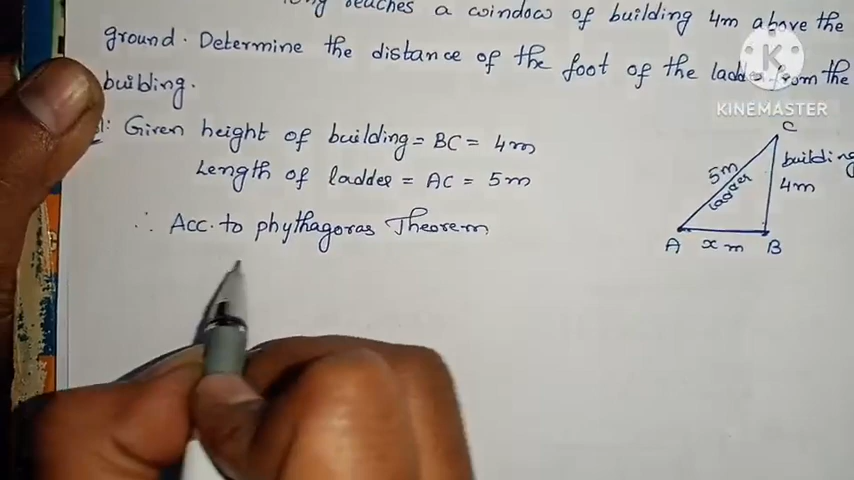 reaches a window of building 4m above the
ground. Determine the distance of the foot of the ladder from the
building.
Given height of building = BC = 4m
Length of ladder = AC = 5m
∴ Acc. to phythagoras Theorem
K
KINEMASTER
C
5m
ladder
building
4m
A x m B